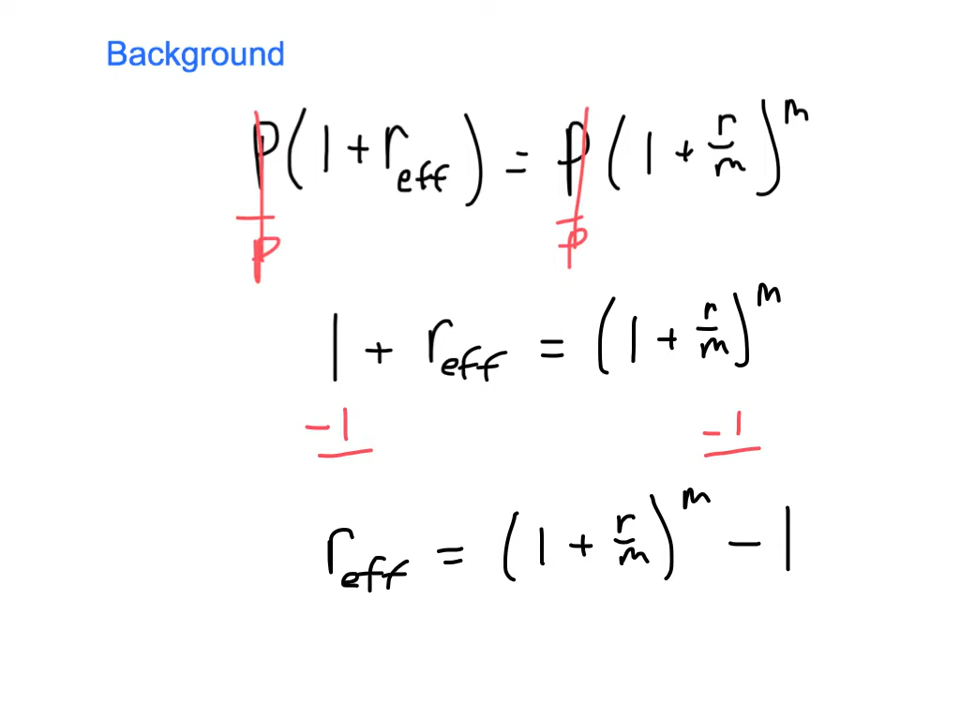 Background
P(1 + r_eff) = P(1 + r/m)^m
P P
1 + r_eff = (1 + r/m)^m
-1 -1
r_eff = (1 + r/m)^m - 1